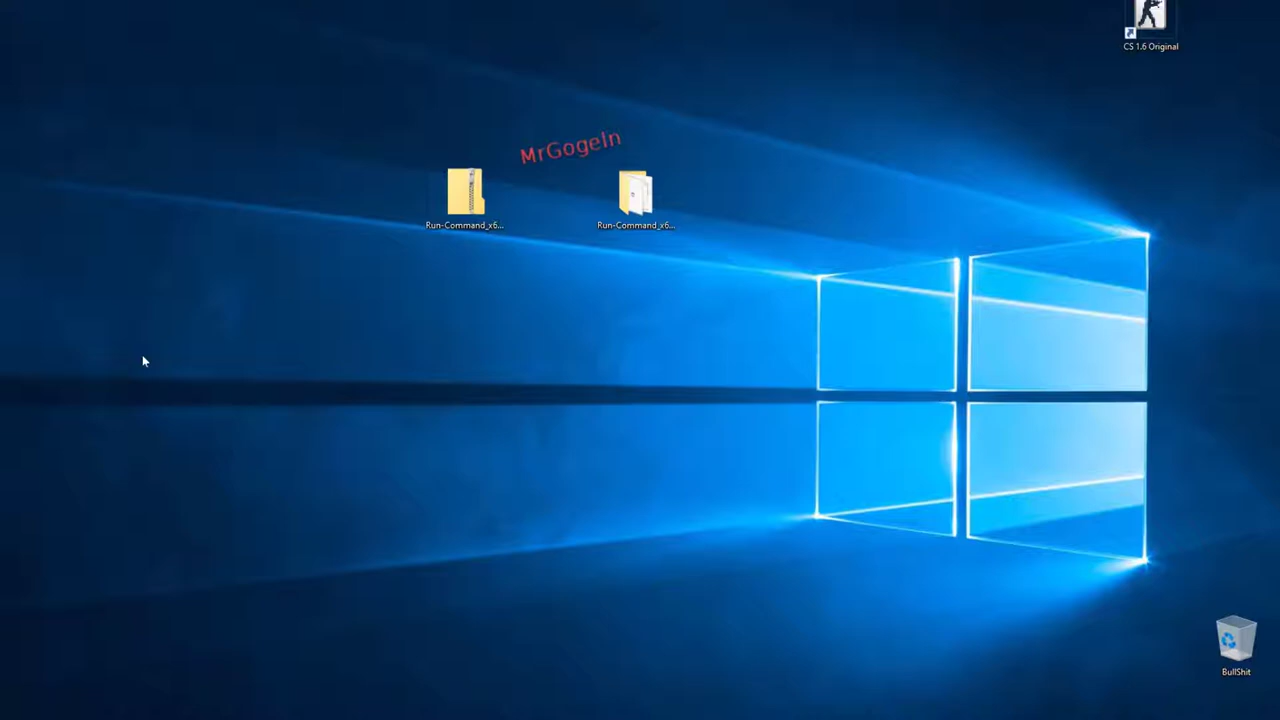 CS 1.6 Original
MrGogeIn
Run-Command_x6...
Run-Command_x6...
BullShit